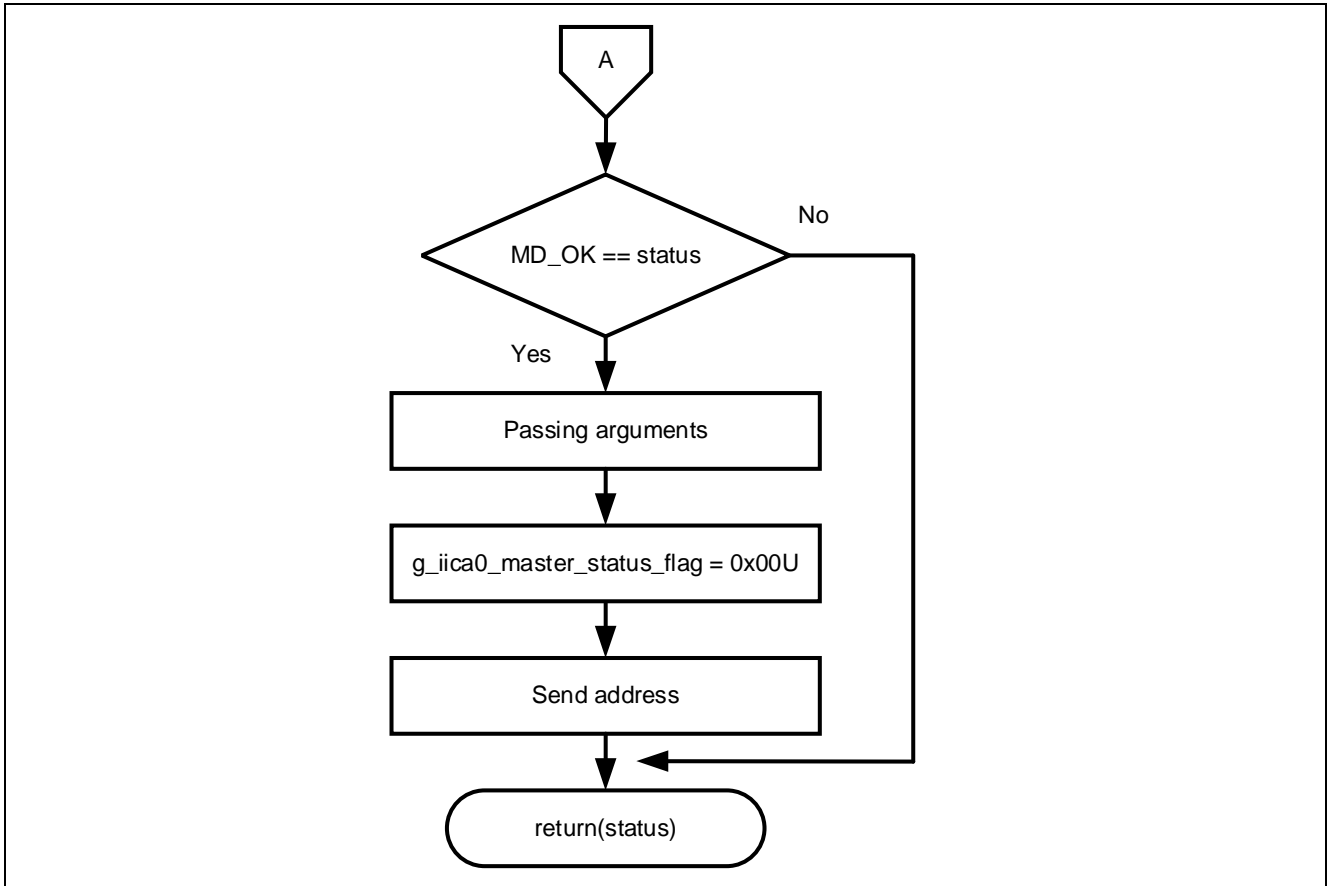 A
MD_OK == status
No
Yes
Passing arguments
g_iica0_master_status_flag = 0x00U
Send address
return(status)